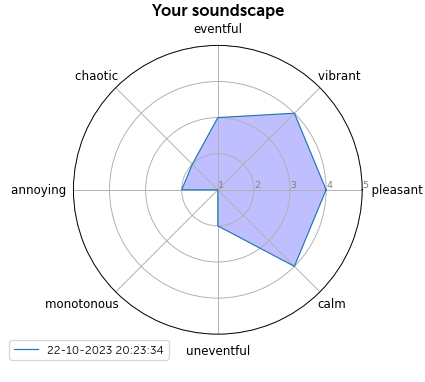 Your soundscape
eventful
chaotic
vibrant
annoying
1 2 3 4 5
pleasant
monotonous
calm
uneventful
22-10-2023 20:23:34